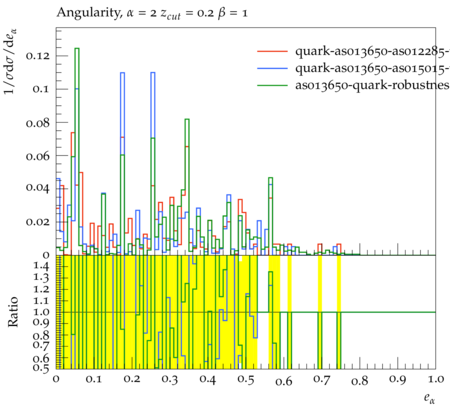 Angularity, α = 2 z_cut = 0.2 β = 1
1/σdσ/de_α
0.12
0.1
0.08
0.06
0.04
0.02
0
quark-as013650-as012285-
quark-as013650-as015015-
as013650-quark-robustnes
Ratio
1.4
1.3
1.2
1.1
1.0
0.9
0.8
0.7
0.6
0.5
0 0.1 0.2 0.3 0.4 0.5 0.6 0.7 0.8 0.9 1.0
e_α